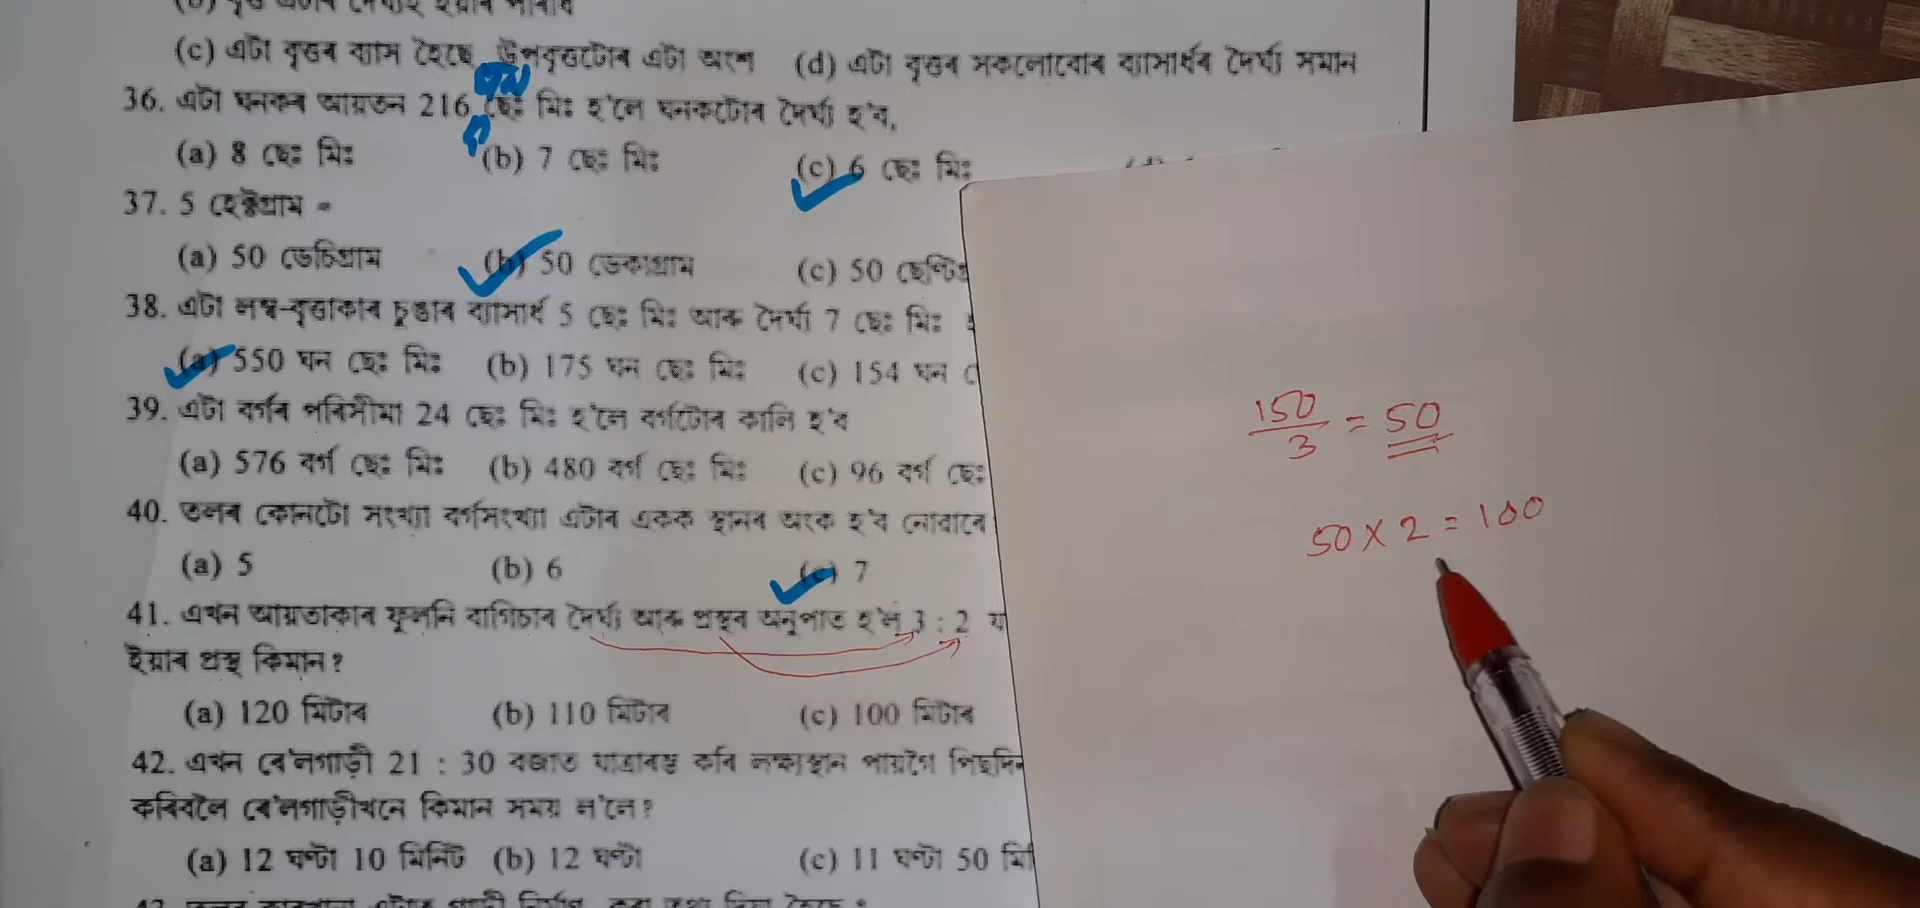 (c) এটা বৃত্তৰ ব্যাস হৈছে উপবৃত্তটোৰ এটা অংশ (d) এটা বৃত্তৰ সকলোবোৰ ব্যাসাৰ্ধৰ দৈৰ্ঘ্য সমান
36. এটা ঘনকৰ আয়তন 216 ছেঃ মিঃ হ'লে ঘনকটোৰ দৈৰ্ঘ্য হ'ব,
ঘন
(a) 8 ছেঃ মিঃ (b) 7 ছেঃ মিঃ (c) 6 ছেঃ মিঃ
37. 5 হেক্টগ্ৰাম =
(a) 50 ডেচিগ্ৰাম (b) 50 ডেকাগ্ৰাম (c) 50
38. এটা লম্ব-বৃত্তাকাৰ চুঙাৰ ব্যাসাৰ্ধ 5 ছেঃ মিঃ আৰু দৈৰ্ঘ্য 7 ছেঃ মিঃ
(a) 550 ঘন ছেঃ মিঃ (b) 175 ঘন ছেঃ মিঃ (c) 154 ঘন
39. এটা বৰ্গৰ পৰিসীমা 24 ছেঃ মিঃ হ'লে বৰ্গটোৰ কালি হ'ব
(a) 576 বৰ্গ ছেঃ মিঃ (b) 480 বৰ্গ ছেঃ মিঃ (c) 96 বৰ্গ ছেঃ
40. তলৰ কোনটো সংখ্যা বৰ্গসংখ্যা এটাৰ একক স্থানৰ অংক হ'ব নোৱাৰে
(a) 5 (b) 6 (c) 7
41. এখন আয়তাকাৰ ফুলনি বাগিচাৰ দৈৰ্ঘ্য আৰু প্ৰস্থৰ অনুপাত হ'ল 3 : 2
ইয়াৰ প্ৰস্থ কিমান?
(a) 120 মিটাৰ (b) 110 মিটাৰ (c) 100 মিটাৰ
42. এখন ৰে'লগাড়ী 21 : 30 বজাত যাত্ৰাৰম্ভ কৰি লক্ষ্যস্থান পায়গৈ পিছদিন
কৰিবলৈ ৰে'লগাড়ীখনে কিমান সময় ল'লে?
(a) 12 ঘণ্টা 10 মিনিট (b) 12 ঘণ্টা (c) 11 ঘণ্টা 50
150/3 = 50
50 × 2 = 100